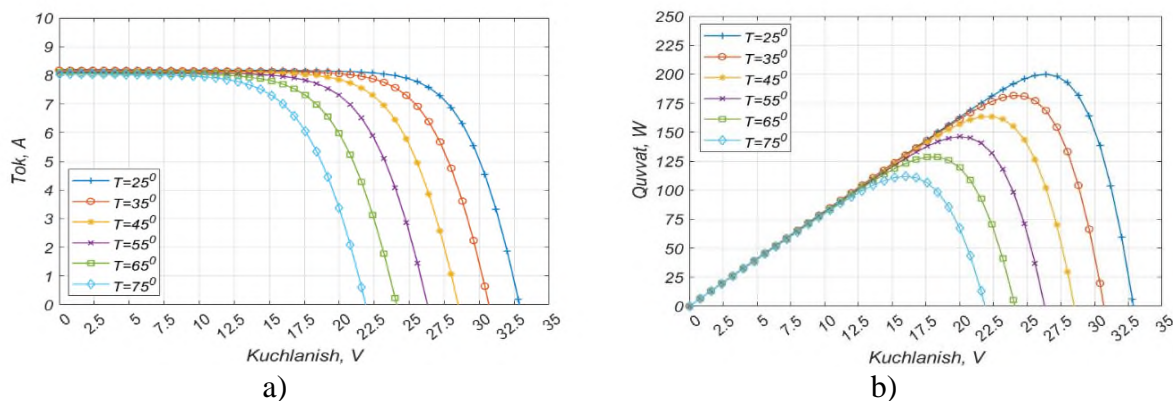 10
9
8
7
6
5
4
3
2
1
0
Tok, A
T=25⁰
T=35⁰
T=45⁰
T=55⁰
T=65⁰
T=75⁰
0 2.5 5 7.5 10 12.5 15 17.5 20 22.5 25 27.5 30 32.5 35
Kuchlanish, V
a)
250
225
200
175
150
125
100
75
50
25
0
Quvvat, W
T=25⁰
T=35⁰
T=45⁰
T=55⁰
T=65⁰
T=75⁰
0 2.5 5 7.5 10 12.5 15 17.5 20 22.5 25 27.5 30 32.5 35
Kuchlanish, V
b)